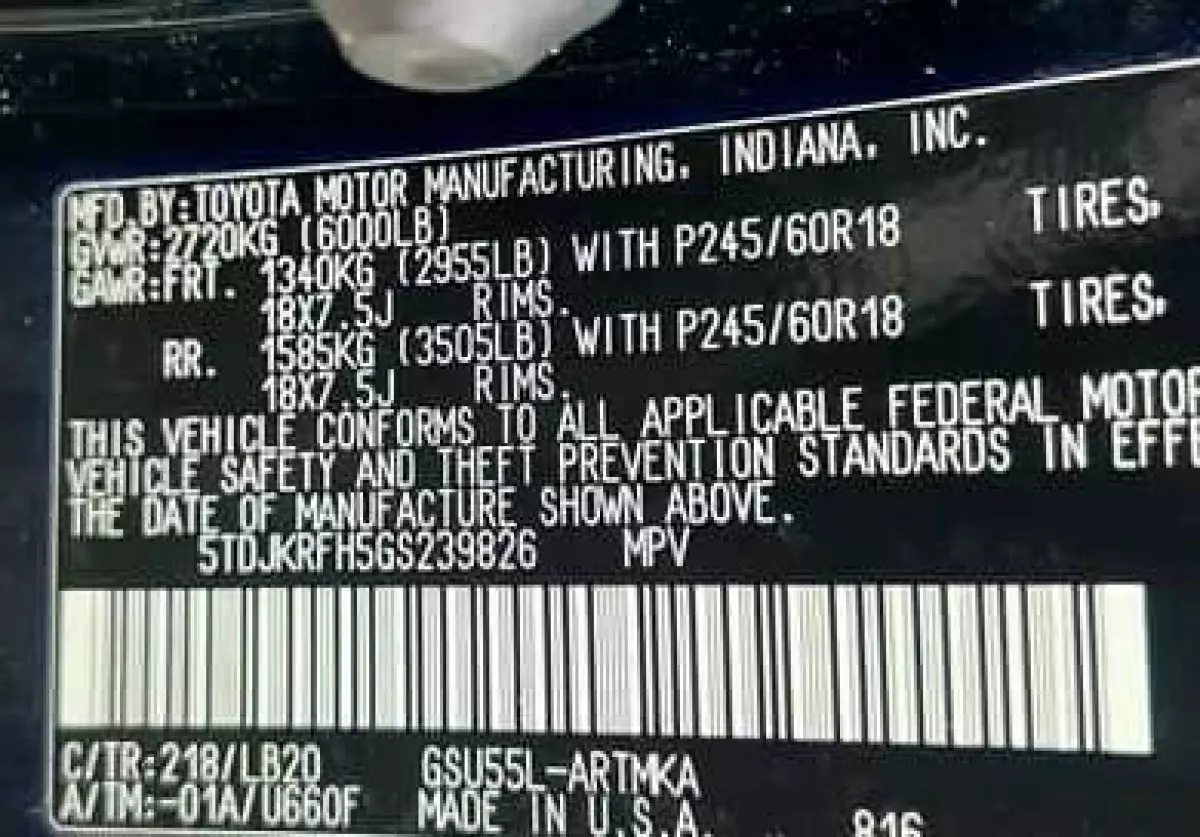 MFD.BY:TOYOTA MOTOR MANUFACTURING, INDIANA, INC.
GVWR:2720KG (6000LB)
GAWR:FRT. 1340KG (2955LB) WITH P245/60R18 TIRES,
18X7.5J RIMS.
RR. 1585KG (3505LB) WITH P245/60R18 TIRES,
18X7.5J RIMS.
THIS VEHICLE CONFORMS TO ALL APPLICABLE FEDERAL MOTOR
VEHICLE SAFETY AND THEFT PREVENTION STANDARDS IN EFFE
THE DATE OF MANUFACTURE SHOWN ABOVE.
5TDJKRFH5GS239826 MPV
C/TR:218/LB20 GSU55L-ARTMKA
A/TM:-01A/U660F MADE IN U.S.A. 816